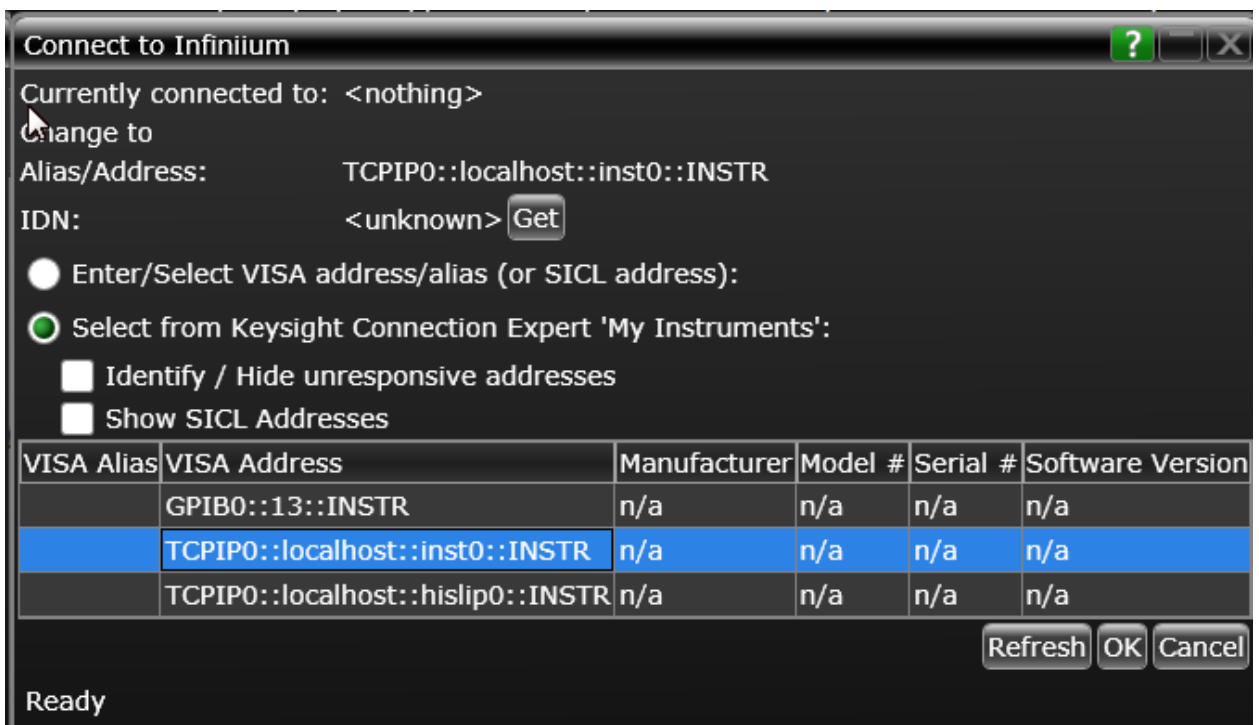 Connect to Infiniium ?
Currently connected to: <nothing>
Change to
Alias/Address: TCPIP0::localhost::inst0::INSTR
IDN: <unknown> Get
Enter/Select VISA address/alias (or SICL address):
Select from Keysight Connection Expert 'My Instruments':
Identify / Hide unresponsive addresses
Show SICL Addresses
VISA Alias VISA Address Manufacturer Model # Serial # Software Version
GPIB0::13::INSTR n/a n/a n/a n/a
TCPIP0::localhost::inst0::INSTR n/a n/a n/a n/a
TCPIP0::localhost::hislip0::INSTR n/a n/a n/a n/a
Refresh OK Cancel
Ready